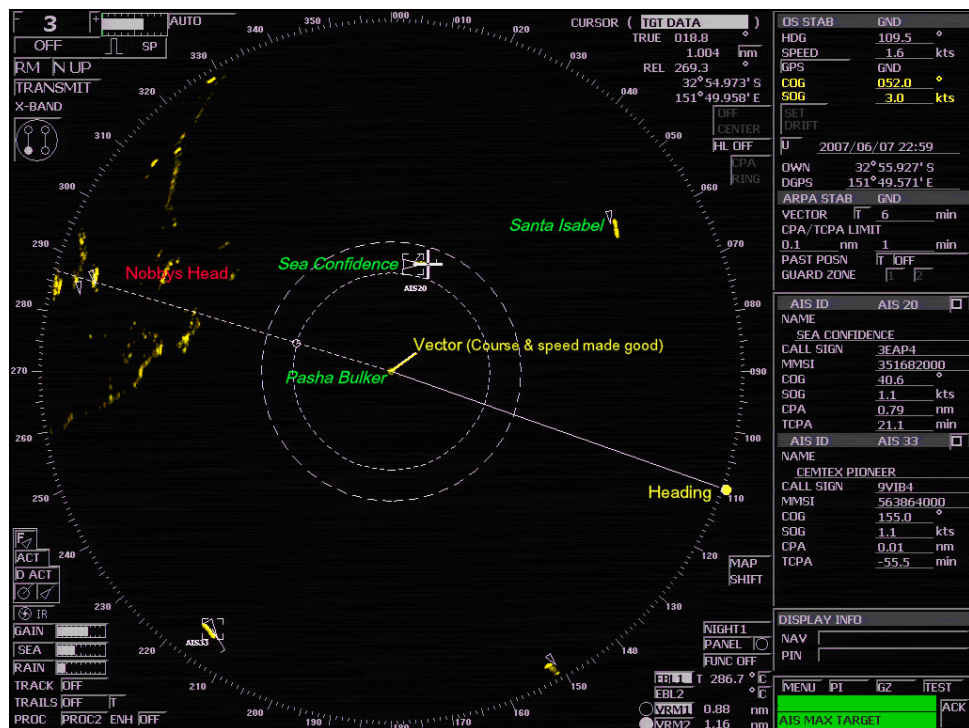 3
F
+
AUTO
OFF
SP
RM N UP
TRANSMIT
X-BAND
CURSOR ( TGT DATA )
TRUE 018.8 °
1.004 nm
REL 269.3 °
32°54.973' S
151°49.958' E
OFF
CENTER
HL OFF
CPA
RING
000
010
020
040
050
060
070
080
090
100
110
120
130
140
150
210
220
230
240
250
260
270
280
290
300
310
320
330
350
Santa Isabel
Sea Confidence
AIS20
Nobbys Head
Vector (Course & speed made good)
Pasha Bulker
Heading
AIS33
F
ACT
D ACT
IR
GAIN
SEA
RAIN
TRACK OFF
TRAILS OFF T
PROC PROC2 ENH OFF
MAP
SHIFT
NIGHT1
PANEL
FUNC OFF
EBL1 T 286.7 ° C
EBL2 ° C
VRM1 0.88 nm
VRM2 1.16 nm
OS STAB GND
HDG 109.5 °
SPEED 1.6 kts
GPS GND
COG 052.0 °
SOG 3.0 kts
SET
DRIFT
U 2007/06/07 22:59
OWN 32°55.927' S
DGPS 151°49.571' E
ARPA STAB GND
VECTOR T 6 min
CPA/TCPA LIMIT
0.1 nm 1 min
PAST POSN T OFF
GUARD ZONE 1 2
AIS ID AIS 20
NAME
SEA CONFIDENCE
CALL SIGN 3EAP4
MMSI 351682000
COG 40.6 °
SOG 1.1 kts
CPA 0.79 nm
TCPA 21.1 min
AIS ID AIS 33
NAME
CEMTEX PIONEER
CALL SIGN 9VIB4
MMSI 563864000
COG 155.0 °
SOG 1.1 kts
CPA 0.01 nm
TCPA -55.5 min
DISPLAY INFO
NAV
PIN
MENU PI GZ TEST
ACK
AIS MAX TARGET